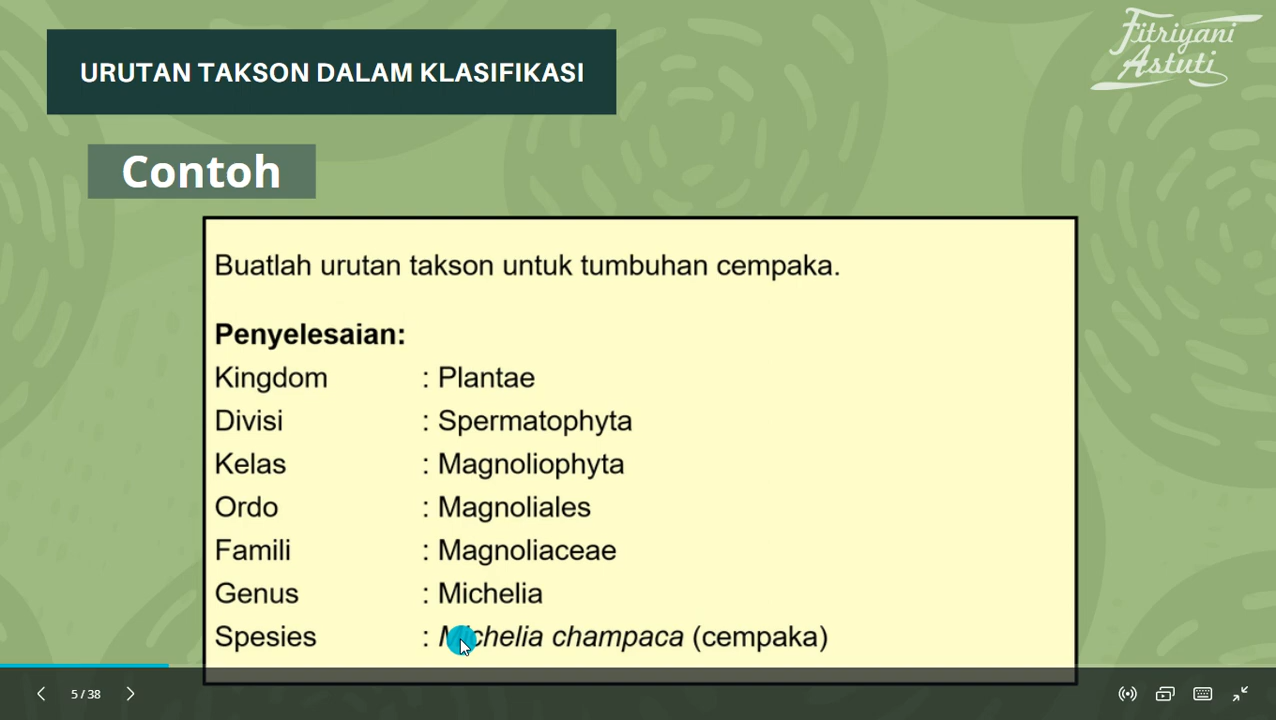 Fitriyani
Astuti
URUTAN TAKSON DALAM KLASIFIKASI
Contoh
Buatlah urutan takson untuk tumbuhan cempaka.
Penyelesaian:
Kingdom : Plantae
Divisi : Spermatophyta
Kelas : Magnoliophyta
Ordo : Magnoliales
Famili : Magnoliaceae
Genus : Michelia
Spesies : Michelia champaca (cempaka)
5 / 38